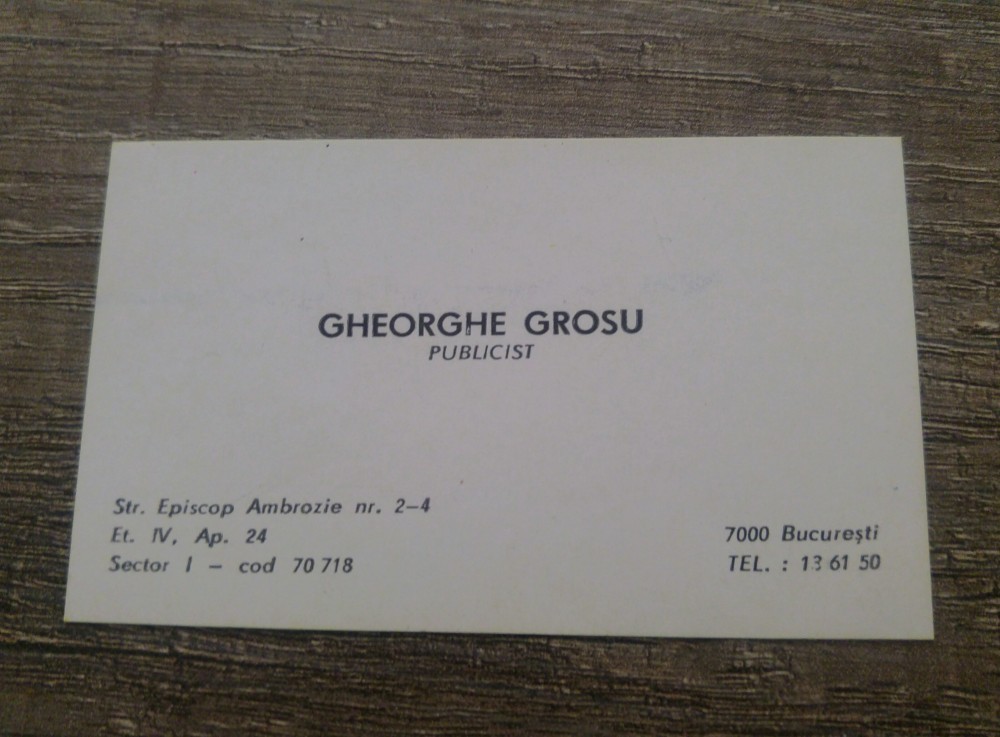 GHEORGHE GROSU
PUBLICIST
Str. Episcop Ambrozie nr. 2–4
Et. IV, Ap. 24
Sector I – cod 70 718
7000 București
TEL. : 13 61 50